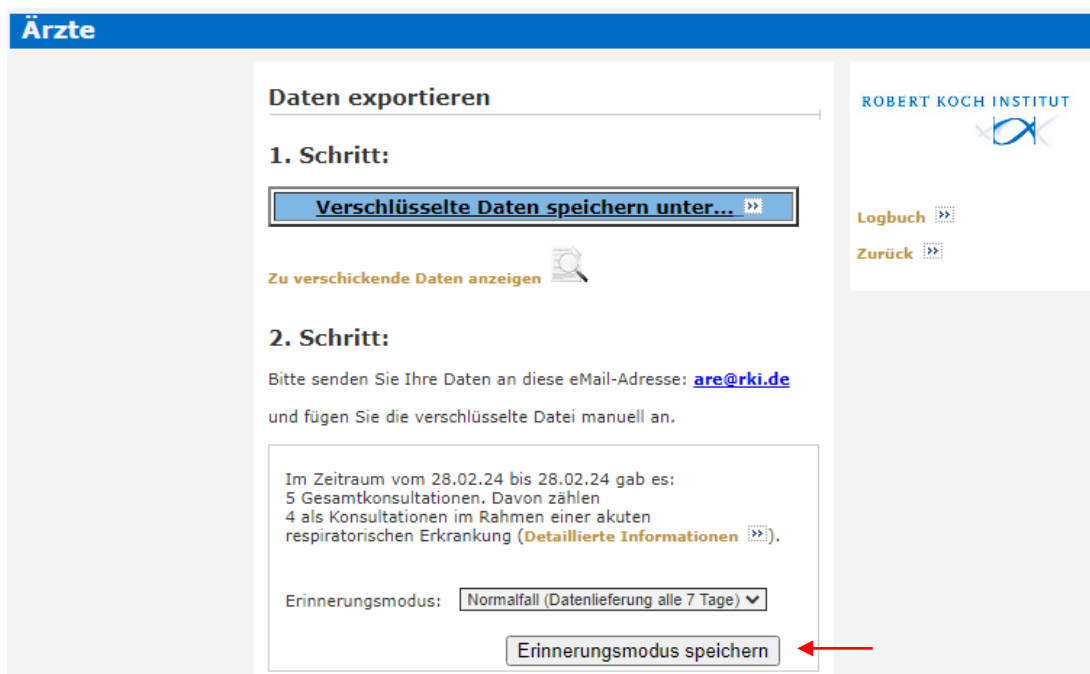 Ärzte
Daten exportieren
1. Schritt:
Verschlüsselte Daten speichern unter...
Zu verschickende Daten anzeigen
2. Schritt:
Bitte senden Sie Ihre Daten an diese eMail-Adresse: are@rki.de
und fügen Sie die verschlüsselte Datei manuell an.
Im Zeitraum vom 28.02.24 bis 28.02.24 gab es:
5 Gesamtkonsultationen. Davon zählen
4 als Konsultationen im Rahmen einer akuten
respiratorischen Erkrankung (Detaillierte Informationen »).
Erinnerungsmodus: Normalfall (Datenlieferung alle 7 Tage)
Erinnerungsmodus speichern
ROBERT KOCH INSTITUT
Logbuch »
Zurück »